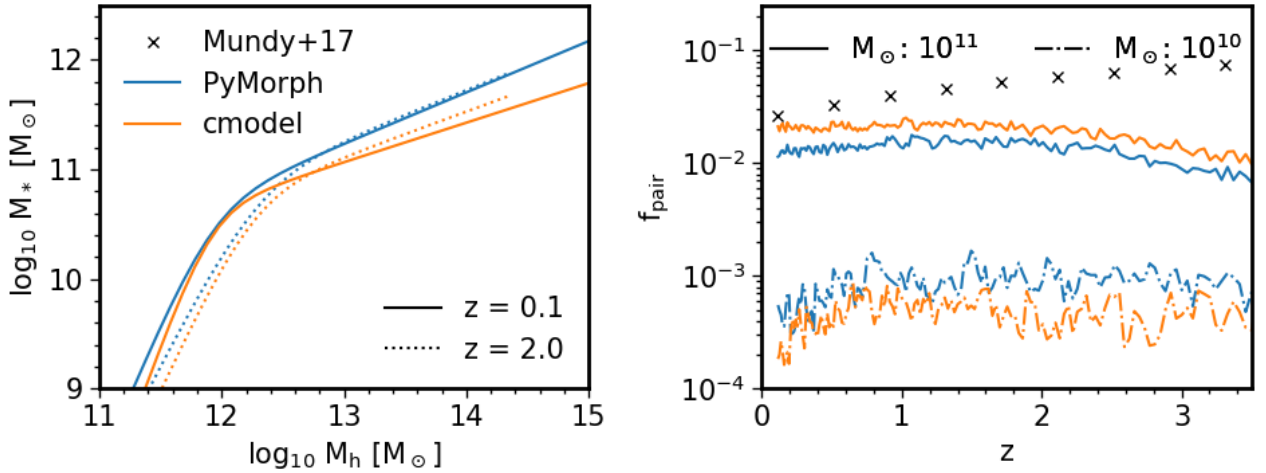 12
11
10
9
11
12
13
14
15
log₁₀ M* [M⊙]
log₁₀ Mₕ [M⊙]
Mundy+17
PyMorph
cmodel
z = 0.1
z = 2.0
10⁻¹
10⁻²
10⁻³
10⁻⁴
0
1
2
3
f_pair
z
M⊙: 10¹¹
M⊙: 10¹⁰